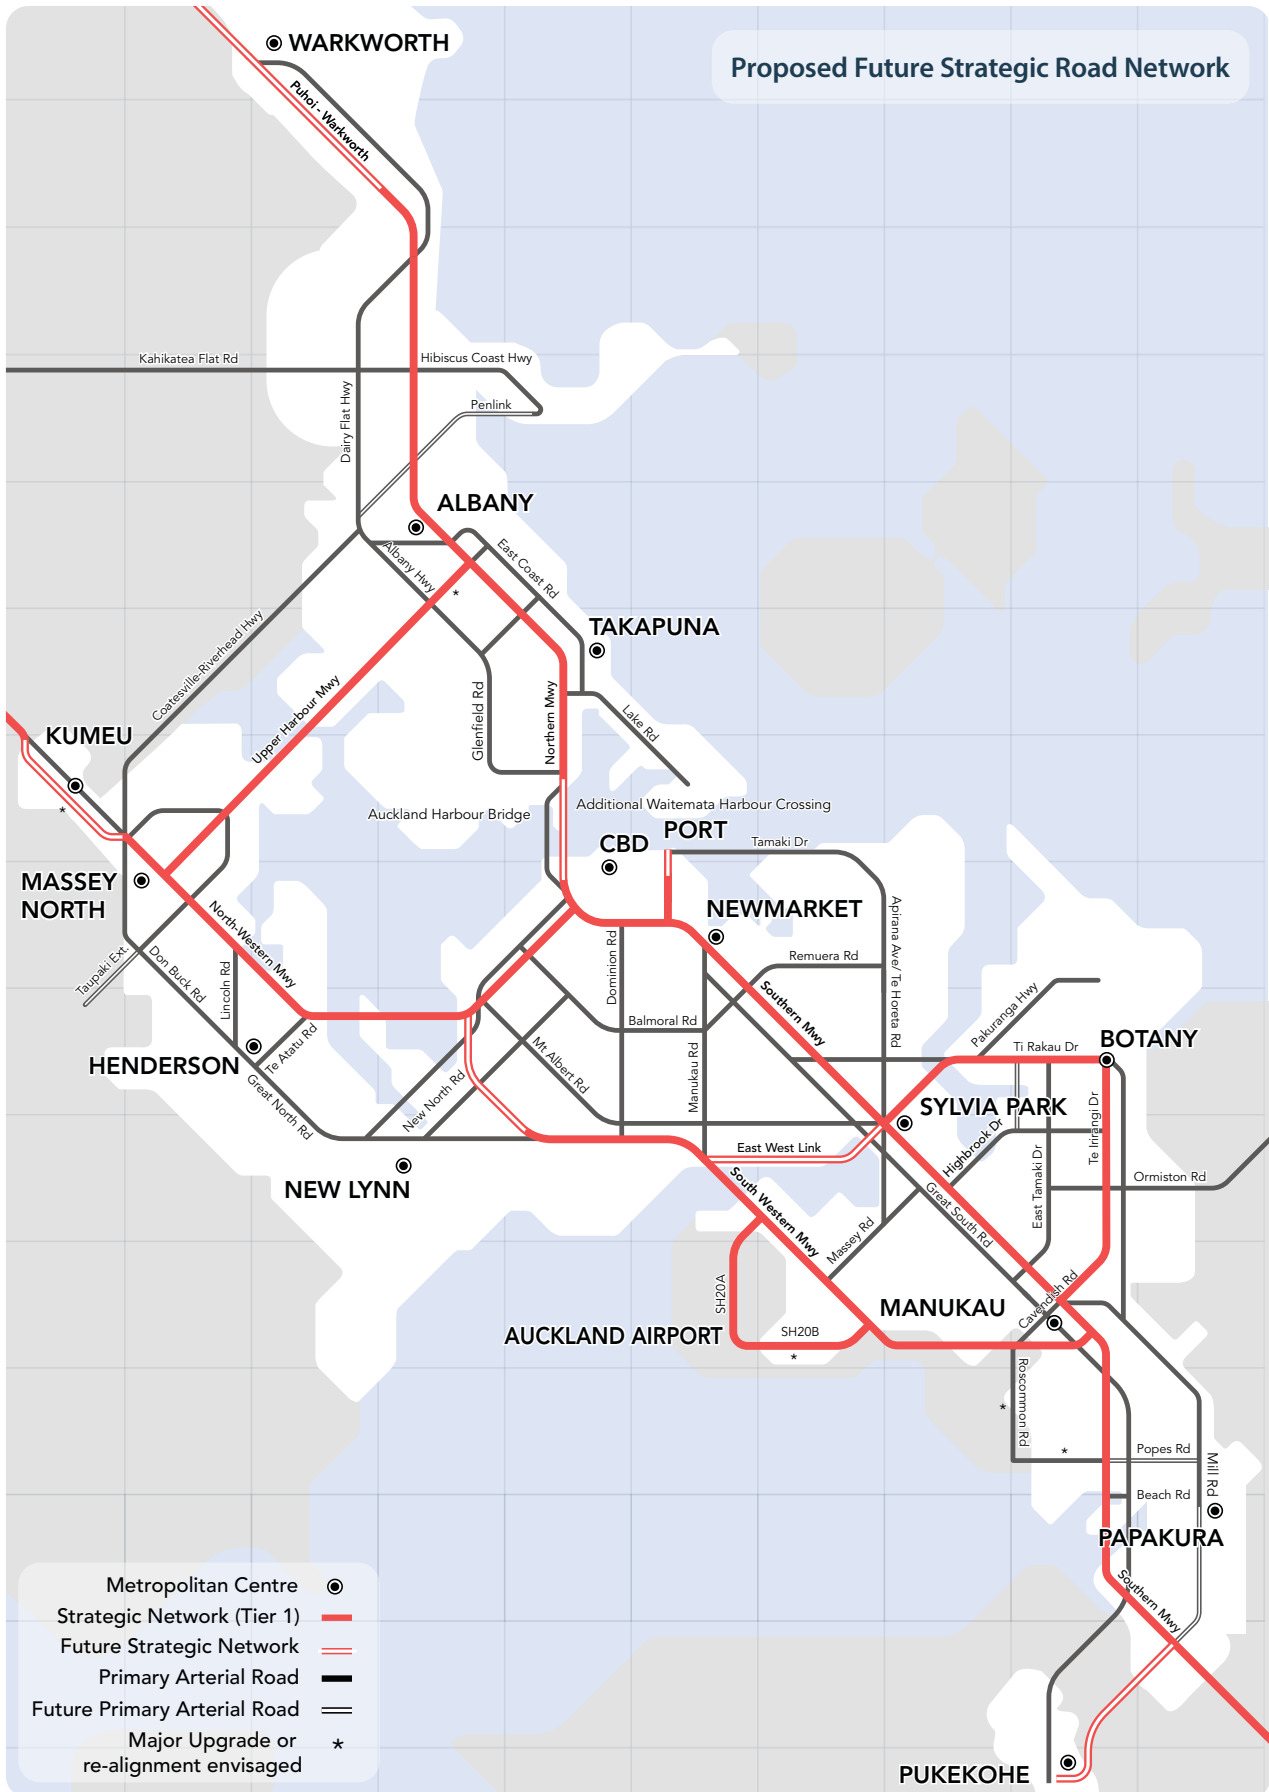 WARKWORTH
Proposed Future Strategic Road Network
Puhoi - Warkworth
Kahikatea Flat Rd
Hibiscus Coast Hwy
Dairy Flat Hwy
Penlink
ALBANY
Albany Hwy
*
East Coast Rd
TAKAPUNA
Coatesville-Riverhead Hwy
Upper Harbour Mwy
Glenfield Rd
Northern Mwy
Lake Rd
KUMEU
*
Auckland Harbour Bridge
Additional Waitemata Harbour Crossing
CBD
PORT
Tamaki Dr
MASSEY
NORTH
North-Western Mwy
NEWMARKET
Apirana Ave/ Te Horeta Rd
Taupaki Ext.
Don Buck Rd
Lincoln Rd
Dominion Rd
Remuera Rd
Southern Mwy
Balmoral Rd
Pakuranga Hwy
Te Atatu Rd
HENDERSON
Great North Rd
New North Rd
Mt Albert Rd
Manukau Rd
Ti Rakau Dr
BOTANY
SYLVIA PARK
Te Irirangi Dr
East West Link
Highbrook Dr
East Tamaki Dr
Ormiston Rd
NEW LYNN
South Western Mwy
Massey Rd
Great South Rd
SH20A
Cavendish Rd
MANUKAU
AUCKLAND AIRPORT
SH20B
*
Roscommon Rd
*
*
Popes Rd
Mill Rd
Beach Rd
PAPAKURA
Southern Mwy
PUKEKOHE
Metropolitan Centre
Strategic Network (Tier 1)
Future Strategic Network
Primary Arterial Road
Future Primary Arterial Road
Major Upgrade or
re-alignment envisaged
*